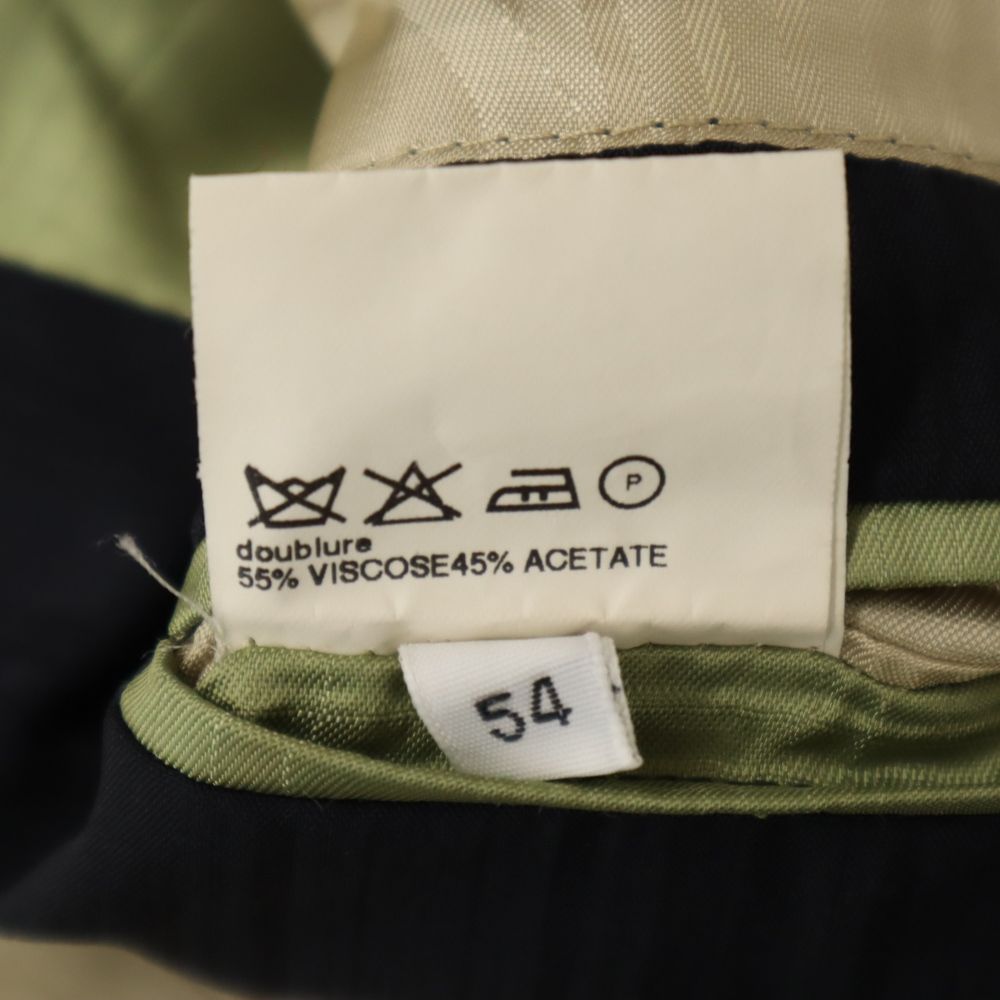 P
doublure
55% VISCOSE45% ACETATE
54